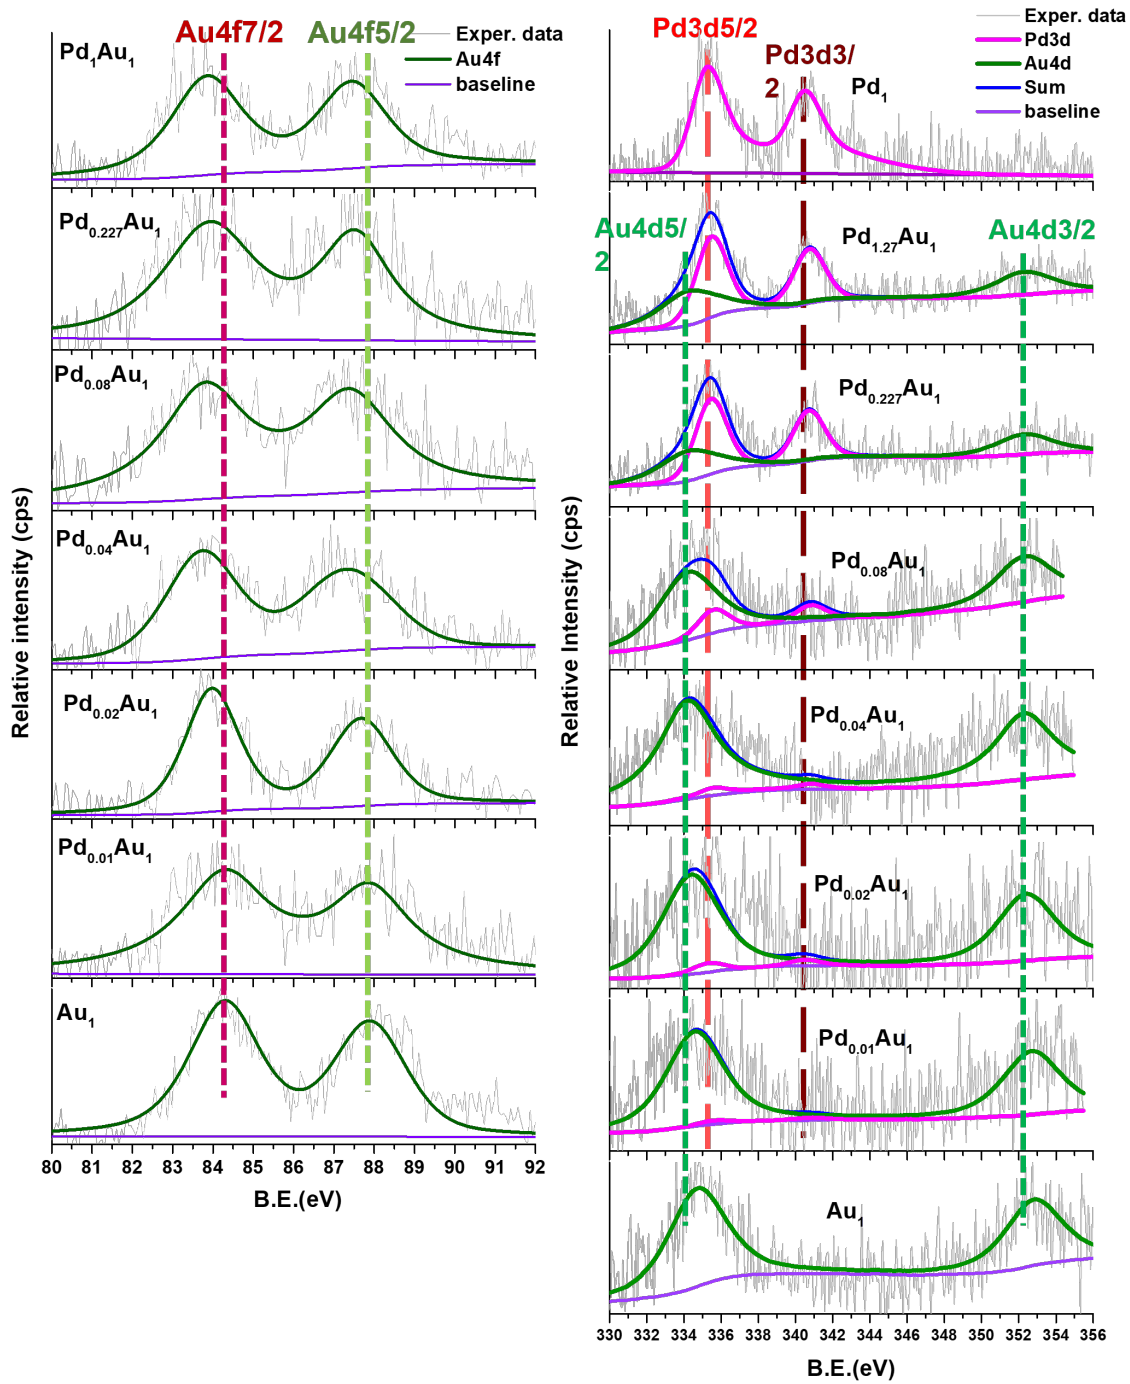 Au4f7/2
Au4f5/2
Exper. data
Au4f
baseline
Pd1Au1
Pd0.227Au1
Pd0.08Au1
Pd0.04Au1
Pd0.02Au1
Pd0.01Au1
Au1
Relative intensity (cps)
80 81 82 83 84 85 86 87 88 89 90 91 92
B.E.(eV)
Pd3d5/2
Pd3d3/
2
Exper. data
Pd3d
Au4d
Sum
baseline
Pd1
Au4d5/
2
Pd1.27Au1
Au4d3/2
Pd0.227Au1
Pd0.08Au1
Pd0.04Au1
Pd0.02Au1
Pd0.01Au1
Au1
Relative Intensity (cps)
330 332 334 336 338 340 342 344 346 348 350 352 354 356
B.E.(eV)